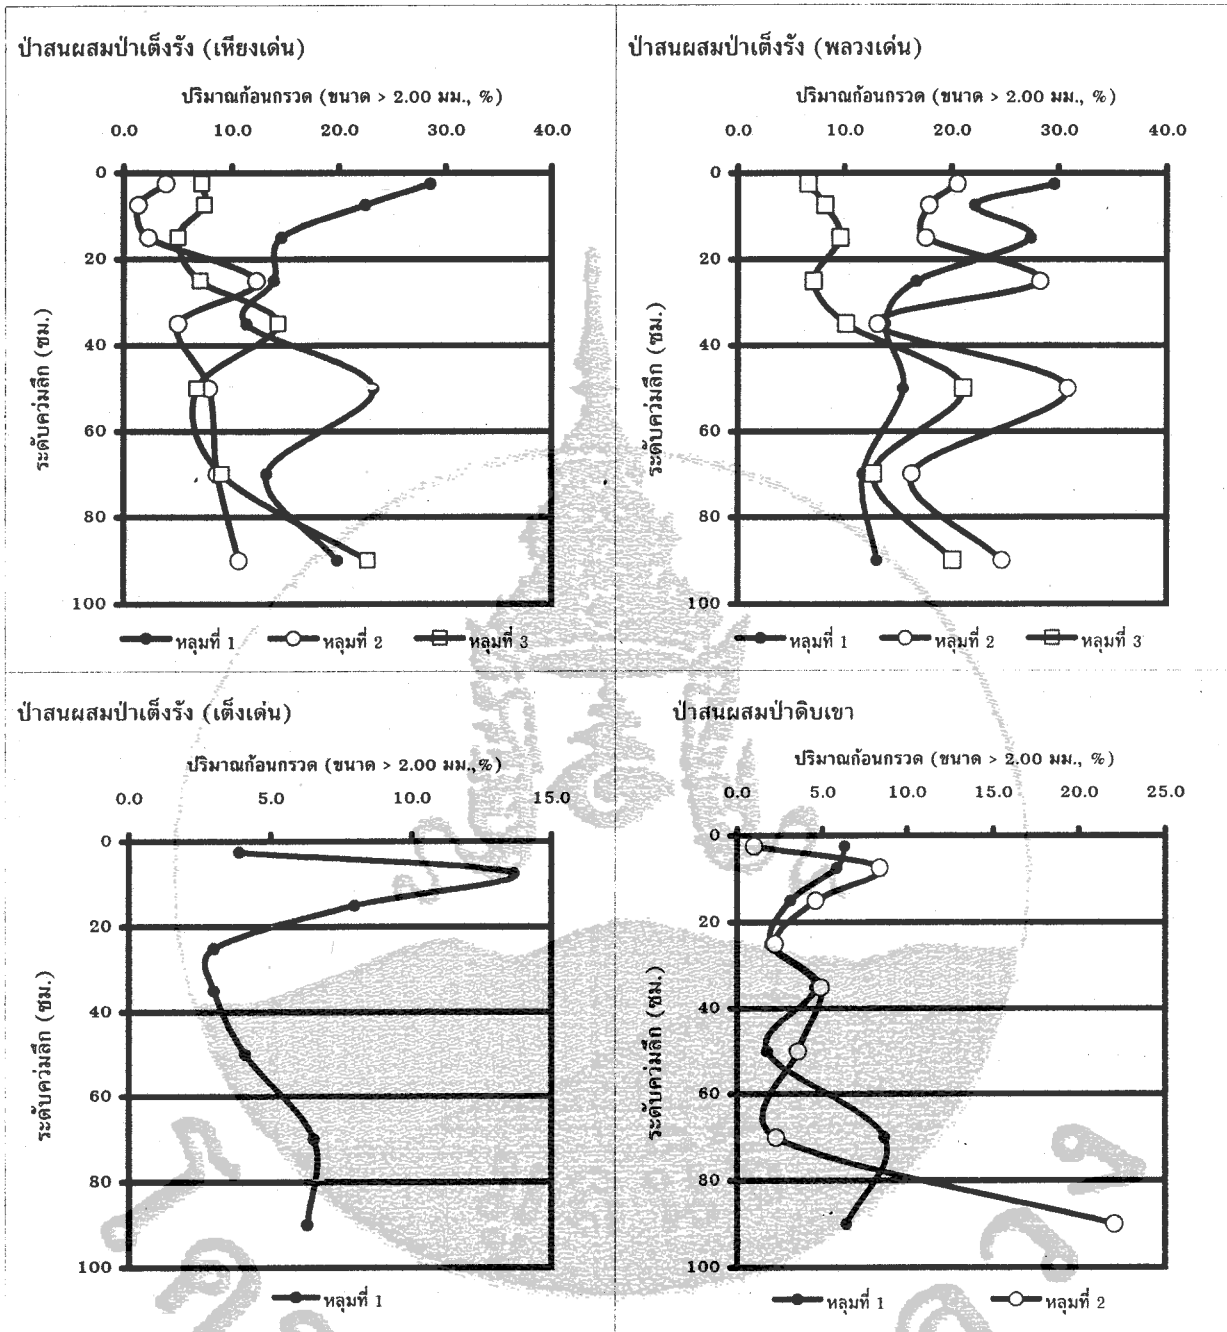 ป่าสนผสมป่าเต็งรัง (เหียงเด่น)
ปริมาณก้อนกรวด (ขนาด > 2.00 มม., %)
0.0 10.0 20.0 30.0 40.0
0
20
40
60
80
100
ระดับคว่มลึก (ซม.)
หลุมที่ 1 หลุมที่ 2 หลุมที่ 3
ป่าสนผสมป่าเต็งรัง (พลวงเด่น)
ปริมาณก้อนกรวด (ขนาด > 2.00 มม., %)
0.0 10.0 20.0 30.0 40.0
0
20
40
60
80
100
ระดับคว่มลึก (ซม.)
หลุมที่ 1 หลุมที่ 2 หลุมที่ 3
ป่าสนผสมป่าเต็งรัง (เต็งเด่น)
ปริมาณก้อนกรวด (ขนาด > 2.00 มม.,%)
0.0 5.0 10.0 15.0
0
20
40
60
80
100
ระดับคว่มลึก (ซม.)
หลุมที่ 1
ป่าสนผสมป่าดิบเขา
ปริมาณก้อนกรวด (ขนาด > 2.00 มม., %)
0.0 5.0 10.0 15.0 20.0 25.0
0
20
40
60
80
100
ระดับคว่มลึก (ซม.)
หลุมที่ 1 หลุมที่ 2